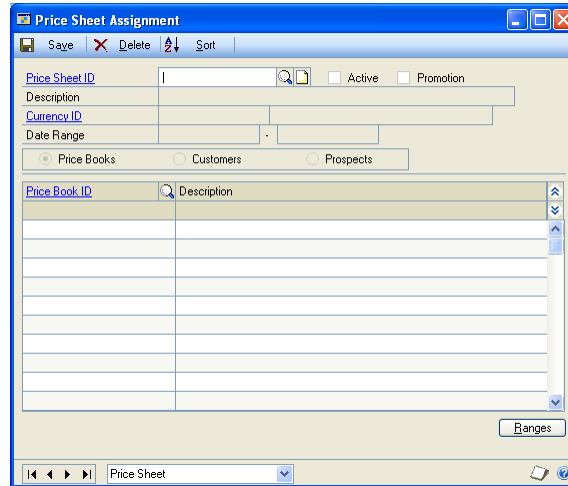 Price Sheet Assignment
Save Delete Sort
Price Sheet ID Active Promotion
Description
Currency ID
Date Range -
Price Books Customers Prospects
Price Book ID Description
Ranges
Price Sheet